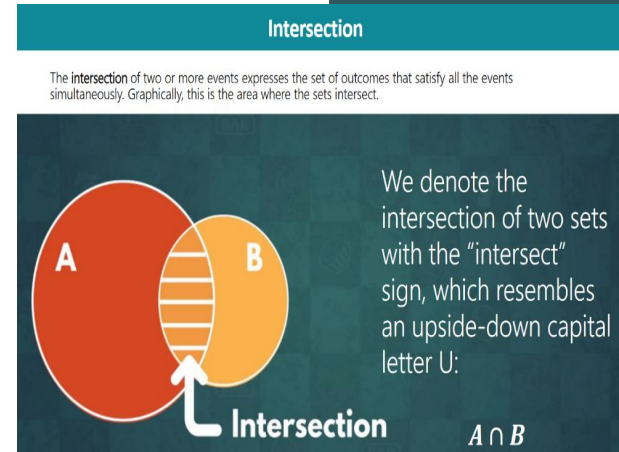 Intersection
The intersection of two or more events expresses the set of outcomes that satisfy all the events
simultaneously. Graphically, this is the area where the sets intersect.
A
B
Intersection
We denote the
intersection of two sets
with the “intersect”
sign, which resembles
an upside-down capital
letter U:
A ∩ B